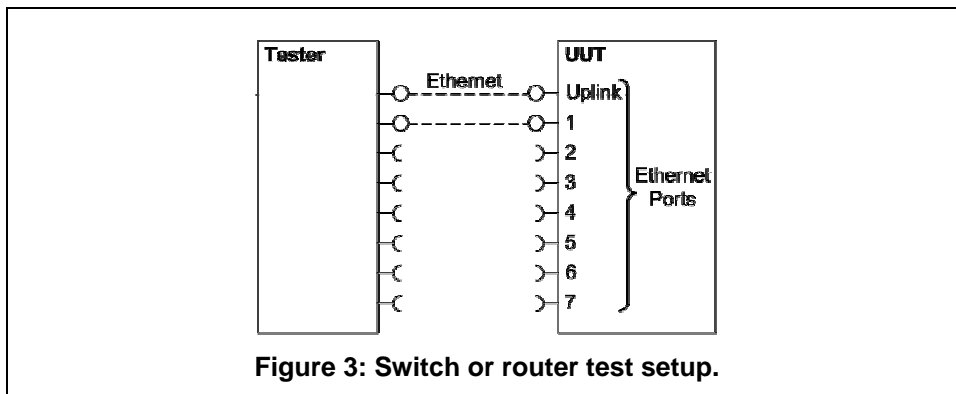 Tester
UUT
Ethernet
Uplink
1
2
3
4
5
6
7
Ethernet
Ports
Figure 3: Switch or router test setup.